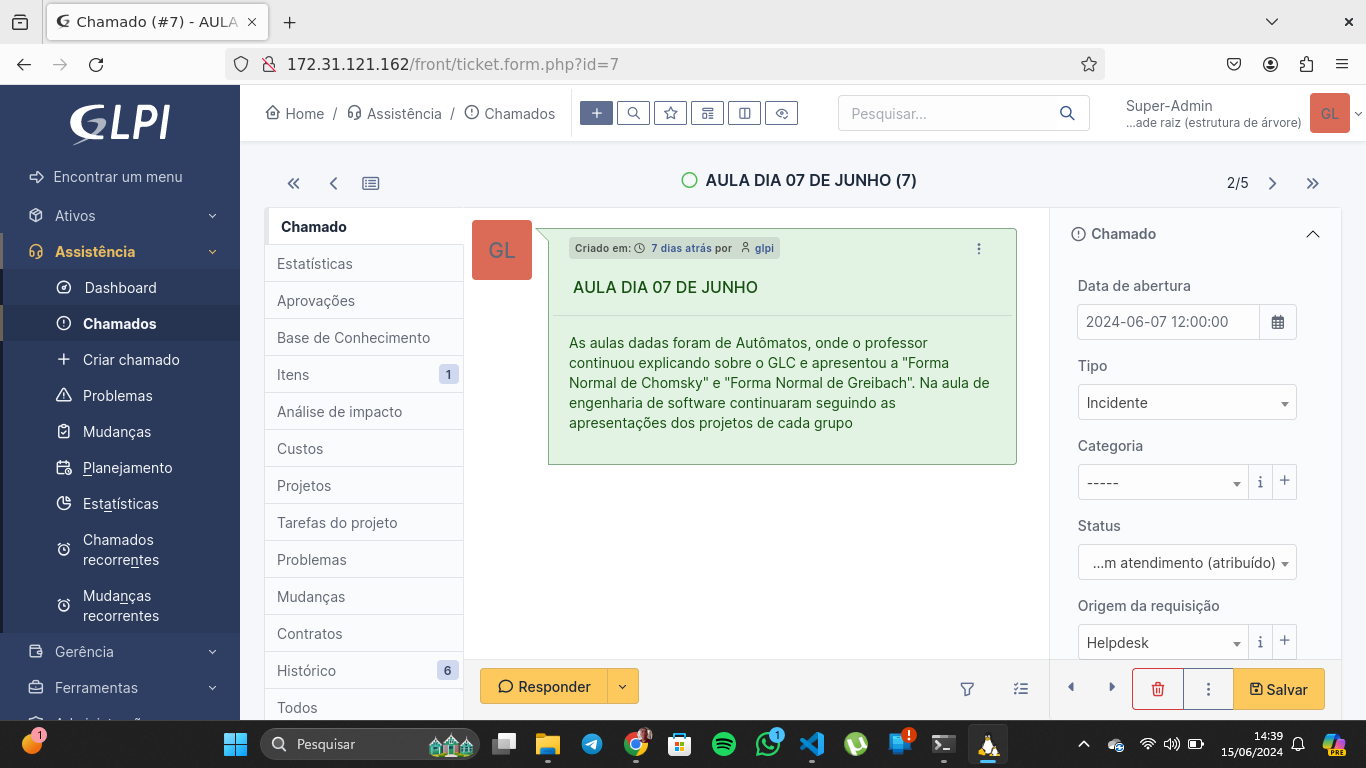 Chamado (#7) - AULA
172.31.121.162/front/ticket.form.php?id=7
GLPI
Home / Assistência / Chamados
Pesquisar...
Super-Admin
...ade raiz (estrutura de árvore)
GL
Encontrar um menu
Ativos
Assistência
Dashboard
Chamados
Criar chamado
Problemas
Mudanças
Planejamento
Estatísticas
Chamados
recorrentes
Mudanças
recorrentes
Gerência
Ferramentas
AULA DIA 07 DE JUNHO (7)
2/5
Chamado
Estatísticas
Aprovações
Base de Conhecimento
Itens 1
Análise de impacto
Custos
Projetos
Tarefas do projeto
Problemas
Mudanças
Contratos
Histórico 6
Todos
GL
Criado em: 7 dias atrás por glpi
AULA DIA 07 DE JUNHO
As aulas dadas foram de Autômatos, onde o professor
continuou explicando sobre o GLC e apresentou a "Forma
Normal de Chomsky" e "Forma Normal de Greibach". Na aula de
engenharia de software continuaram seguindo as
apresentações dos projetos de cada grupo
Responder
Chamado
Data de abertura
2024-06-07 12:00:00
Tipo
Incidente
Categoria
-----
Status
...m atendimento (atribuído)
Origem da requisição
Helpdesk
Salvar
1
Pesquisar
1
14:39
15/06/2024
PRE